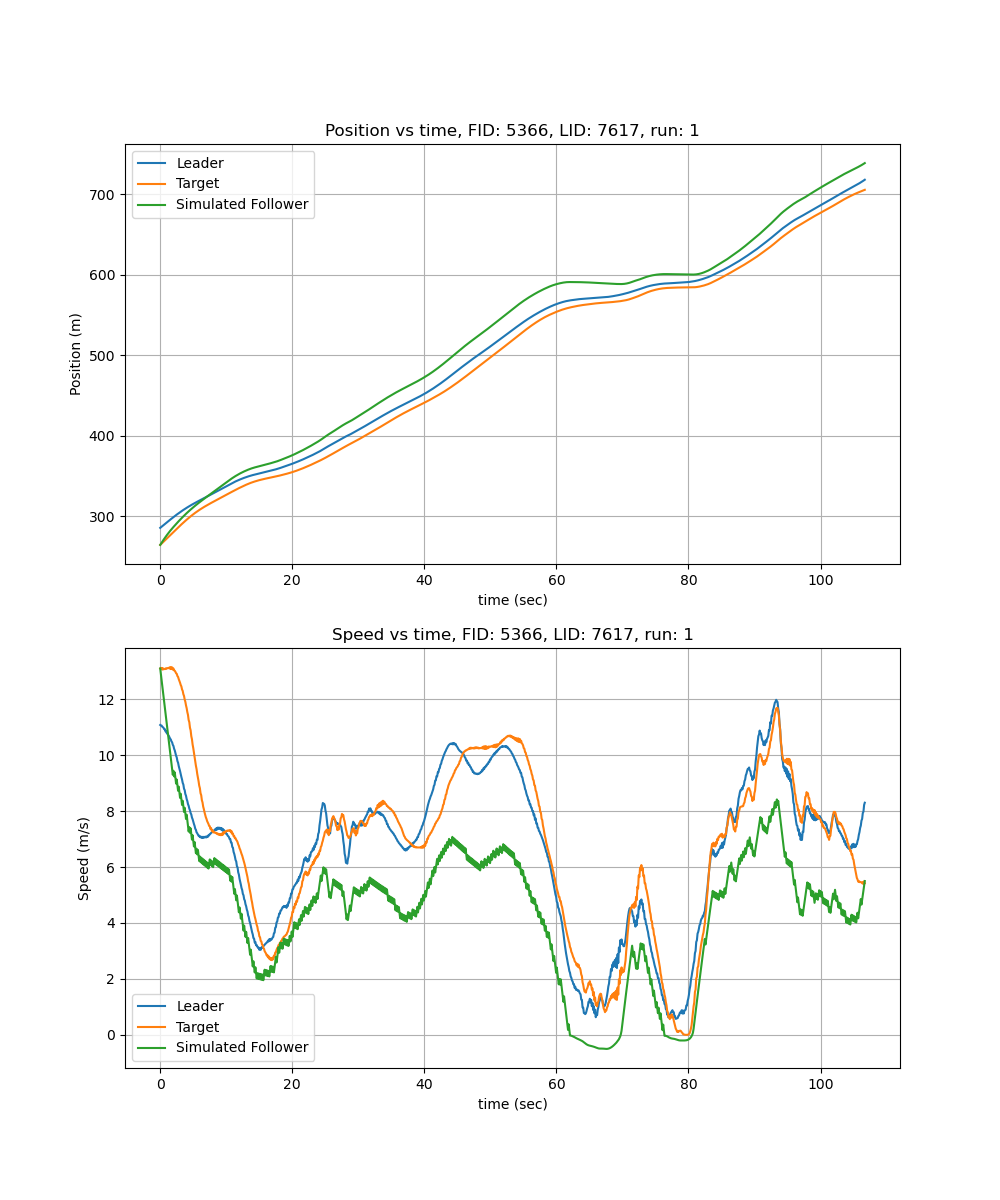 Position vs time, FID: 5366, LID: 7617, run: 1
Leader
Target
Simulated Follower
700
600
500
400
300
Position (m)
0 20 40 60 80 100
time (sec)
Speed vs time, FID: 5366, LID: 7617, run: 1
12
10
8
6
4
2
0
Speed (m/s)
Leader
Target
Simulated Follower
0 20 40 60 80 100
time (sec)